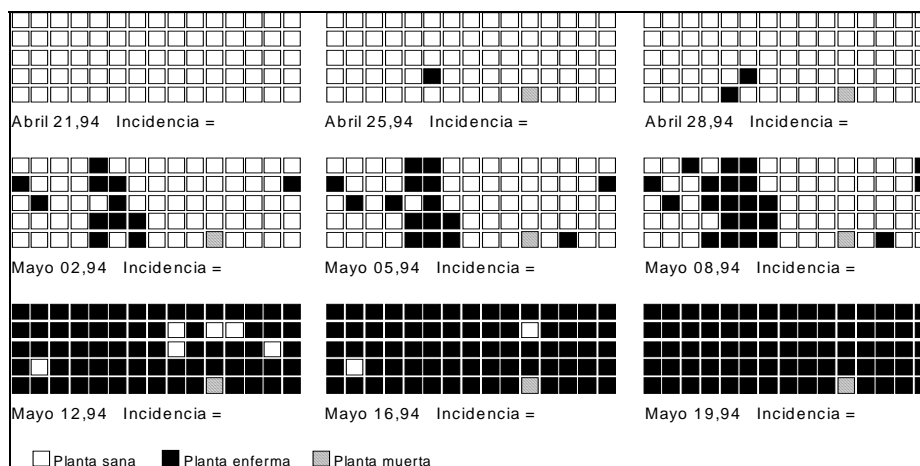 Abril 21,94 Incidencia = Abril 25,94 Incidencia = Abril 28,94 Incidencia =
Mayo 02,94 Incidencia = Mayo 05,94 Incidencia = Mayo 08,94 Incidencia =
Mayo 12,94 Incidencia = Mayo 16,94 Incidencia = Mayo 19,94 Incidencia =
Planta sana Planta enferma Planta muerta